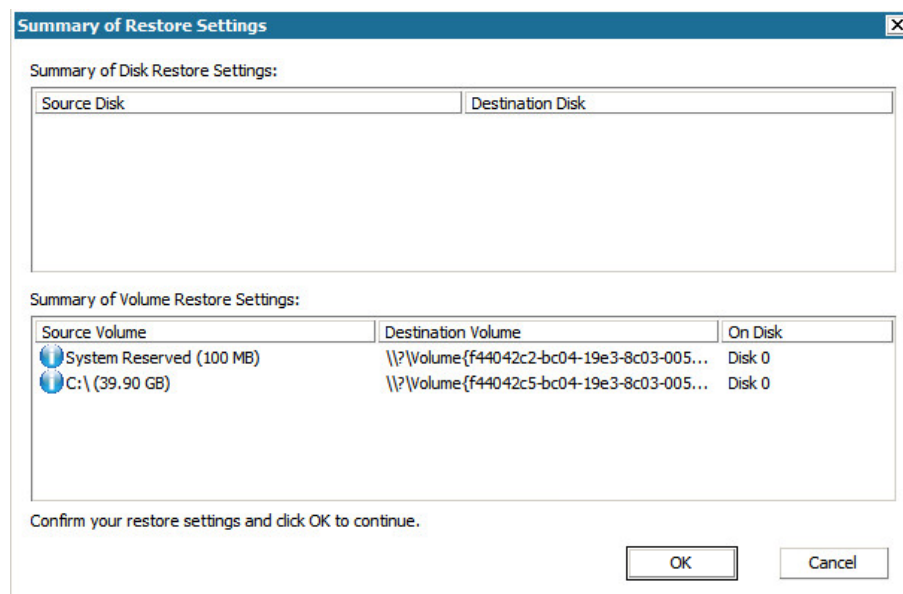 Summary of Restore Settings
Summary of Disk Restore Settings:
Source Disk Destination Disk
Summary of Volume Restore Settings:
Source Volume Destination Volume On Disk
System Reserved (100 MB) \\?\Volume{f44042c2-bc04-19e3-8c03-005... Disk 0
C:\ (39.90 GB) \\?\Volume{f44042c5-bc04-19e3-8c03-005... Disk 0
Confirm your restore settings and click OK to continue.
OK Cancel